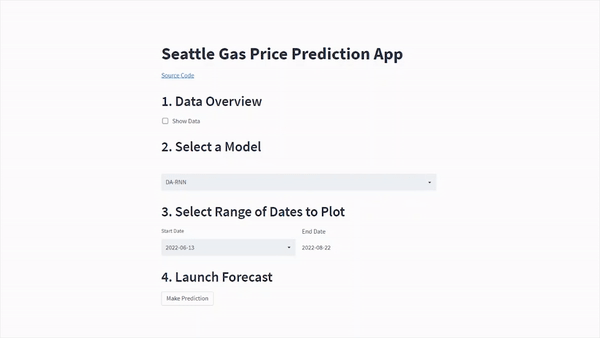 Seattle Gas Price Prediction App
Source Code
1. Data Overview
Show Data
2. Select a Model
DA-RNN
3. Select Range of Dates to Plot
Start Date End Date
2022-06-13 2022-08-22
4. Launch Forecast
Make Prediction